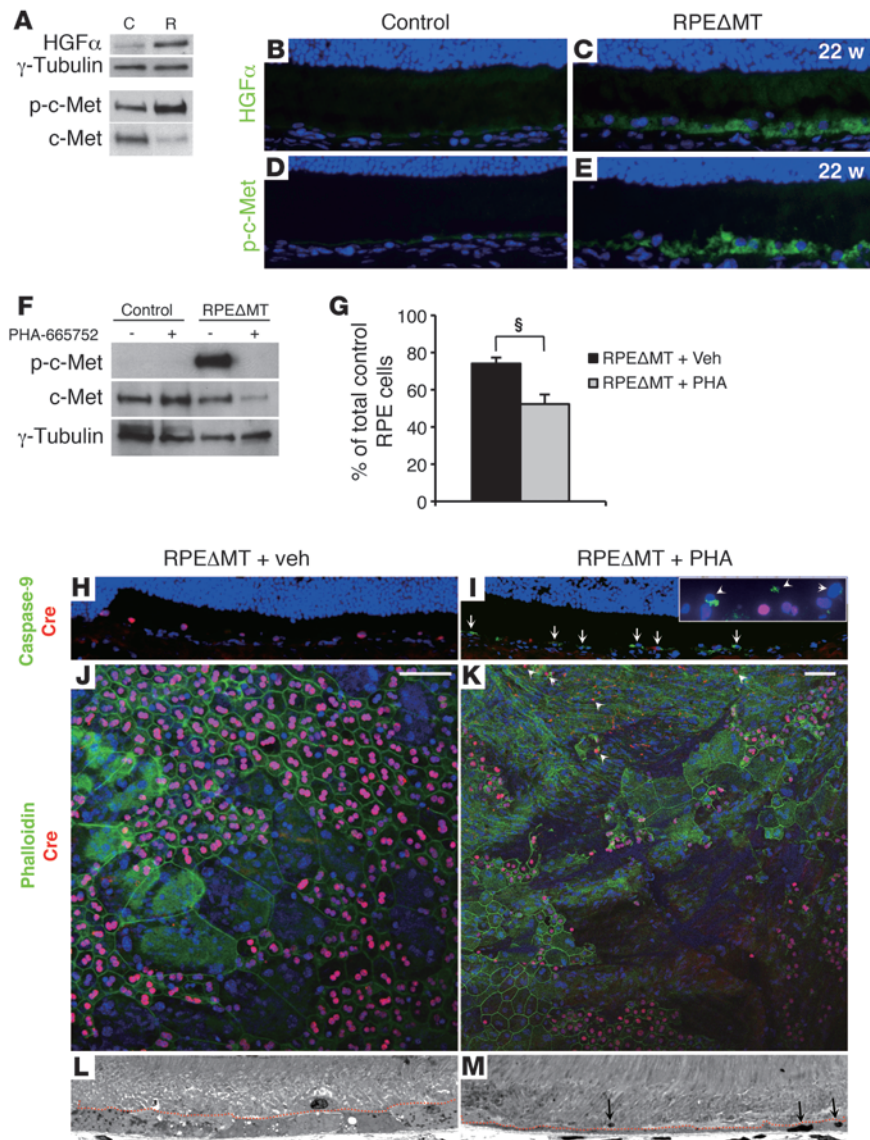 A
C R
HGFα
γ-Tubulin
p-c-Met
c-Met
Control RPEΔMT
HGFα
B
C 22 w
p-c-Met
D
E 22 w
F
Control RPEΔMT
PHA-665752 - + - +
p-c-Met
c-Met
γ-Tubulin
G
% of total control
RPE cells
100
80
60
40
20
0
§
RPEΔMT + Veh
RPEΔMT + PHA
RPEΔMT + veh RPEΔMT + PHA
Caspase-9
Cre
H
I
Phalloidin
Cre
J
K
L
M